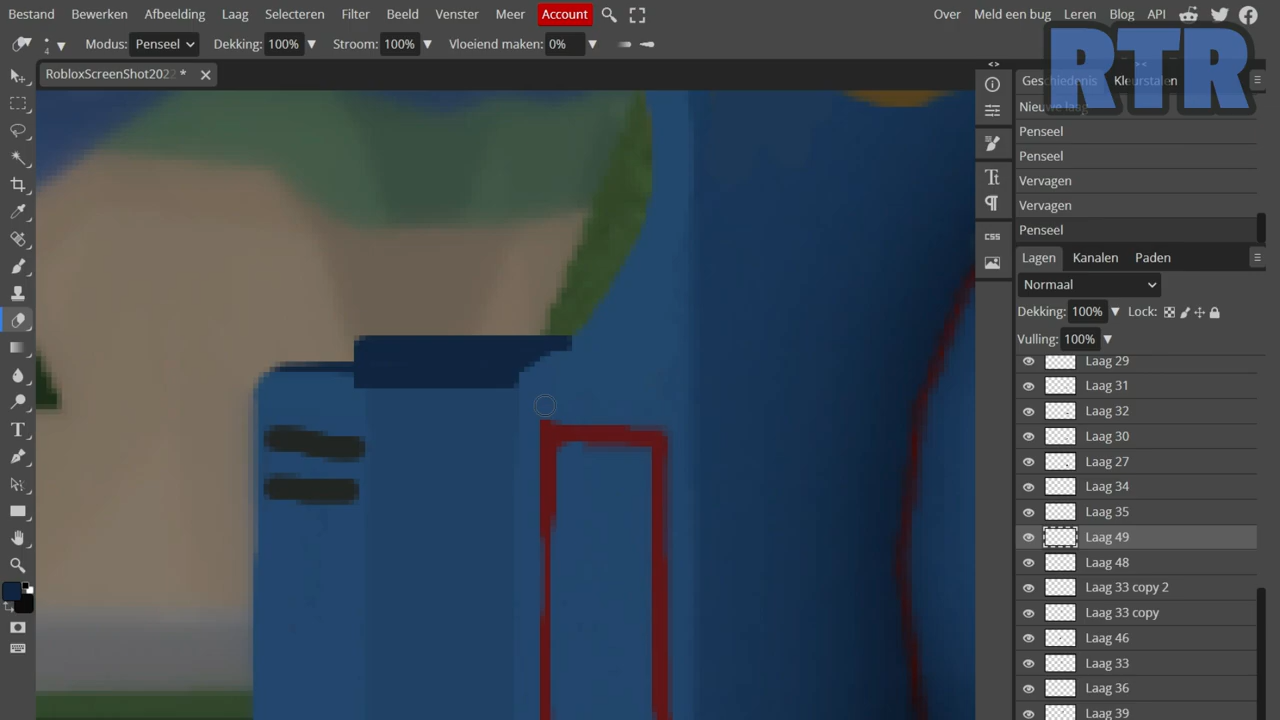 Bestand Bewerken Afbeelding Laag Selecteren Filter Beeld Venster Meer Account Over Meld een bug Leren Blog API
4 Modus: Penseel Dekking: 100% Stroom: 100% Vloeiend maken: 0%
RTR
RobloxScreenShot2022 *
Geschiedenis Kleurstalen
Nieuwe laag
Penseel
Penseel
Vervagen
Vervagen
Penseel
Lagen Kanalen Paden
Normaal
Dekking: 100% Lock:
Vulling: 100%
Laag 29
Laag 31
Laag 32
Laag 30
Laag 27
Laag 34
Laag 35
Laag 49
Laag 48
Laag 33 copy 2
Laag 33 copy
Laag 46
Laag 33
Laag 36
Laag 39